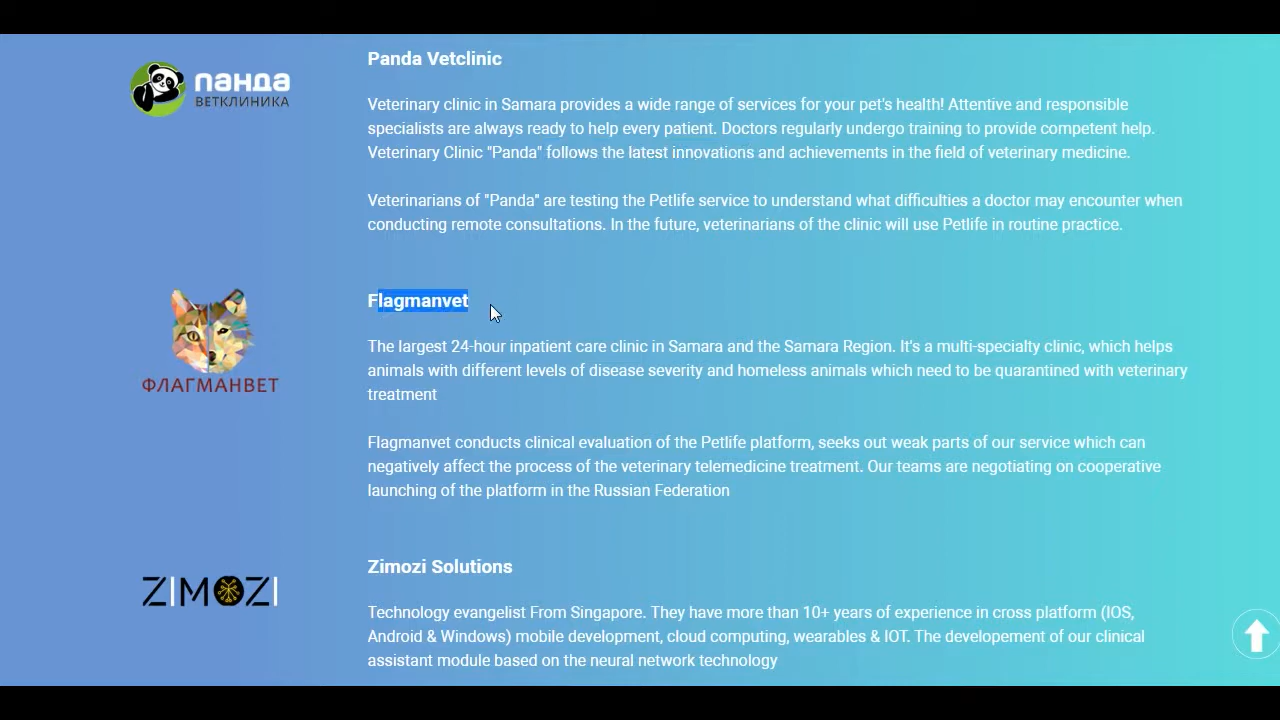 Panda Vetclinic
панда
ВЕТКЛИНИКА
Veterinary clinic in Samara provides a wide range of services for your pet's health! Attentive and responsible
specialists are always ready to help every patient. Doctors regularly undergo training to provide competent help.
Veterinary Clinic "Panda" follows the latest innovations and achievements in the field of veterinary medicine.
Veterinarians of "Panda" are testing the Petlife service to understand what difficulties a doctor may encounter when
conducting remote consultations. In the future, veterinarians of the clinic will use Petlife in routine practice.
Flagmanvet
ФЛАГМАНВЕТ
The largest 24-hour inpatient care clinic in Samara and the Samara Region. It's a multi-specialty clinic, which helps
animals with different levels of disease severity and homeless animals which need to be quarantined with veterinary
treatment
Flagmanvet conducts clinical evaluation of the Petlife platform, seeks out weak parts of our service which can
negatively affect the process of the veterinary telemedicine treatment. Our teams are negotiating on cooperative
launching of the platform in the Russian Federation
Zimozi Solutions
ZIMOZI
Technology evangelist From Singapore. They have more than 10+ years of experience in cross platform (IOS,
Android & Windows) mobile development, cloud computing, wearables & IOT. The developement of our clinical
assistant module based on the neural network technology